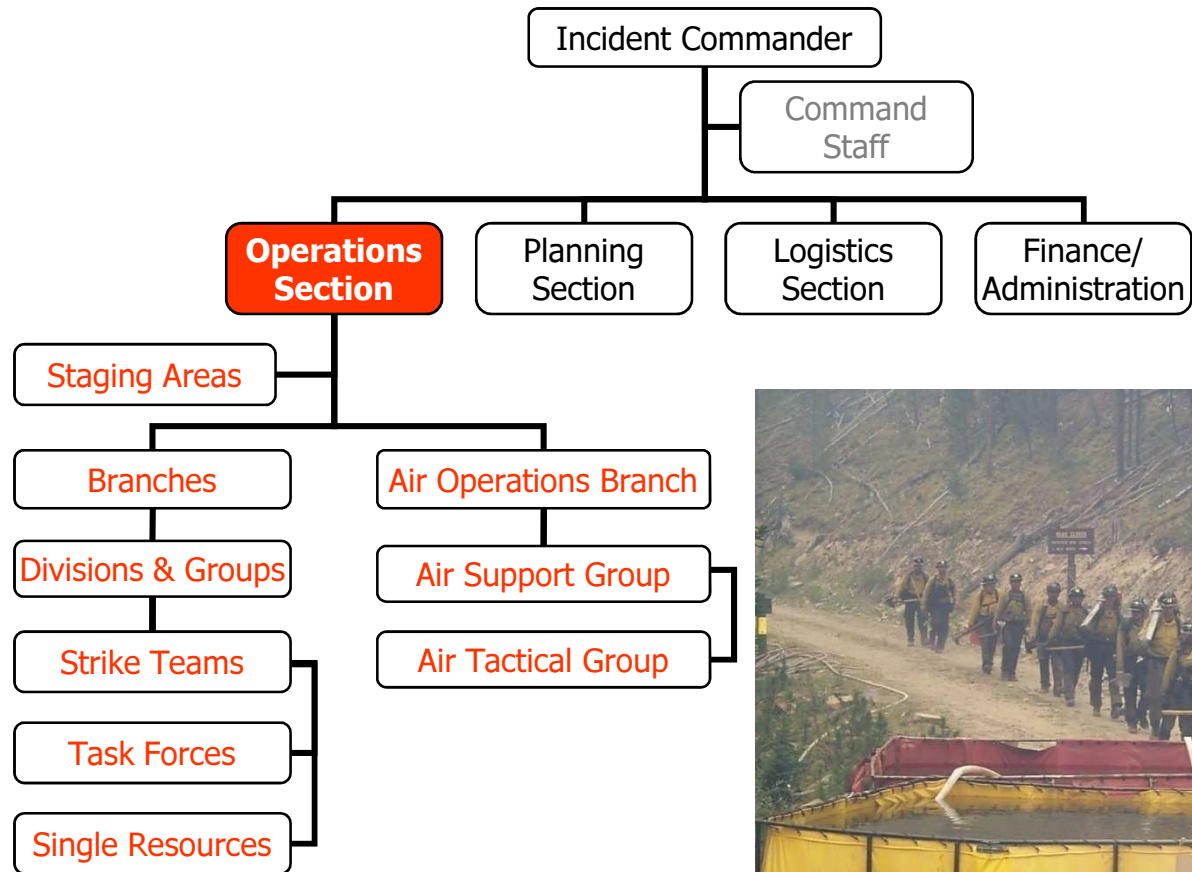 Incident Commander
Command
Staff
Operations
Section
Planning
Section
Logistics
Section
Finance/
Administration
Staging Areas
Branches
Air Operations Branch
Divisions & Groups
Air Support Group
Strike Teams
Air Tactical Group
Task Forces
Single Resources